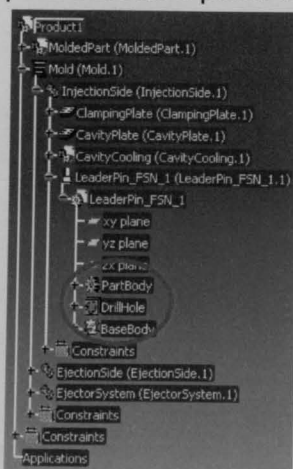 Product1
MoldedPart (MoldedPart.1)
Mold (Mold.1)
InjectionSide (InjectionSide.1)
ClampingPlate (ClampingPlate.1)
CavityPlate (CavityPlate.1)
CavityCooling (CavityCooling.1)
LeaderPin_FSN_1 (LeaderPin_FSN_1.1)
LeaderPin_FSN_1
xy plane
yz plane
zx plane
PartBody
DrillHole
BaseBody
Constraints
EjectionSide (EjectionSide.1)
EjectorSystem (EjectorSystem.1)
Constraints
Constraints
Applications